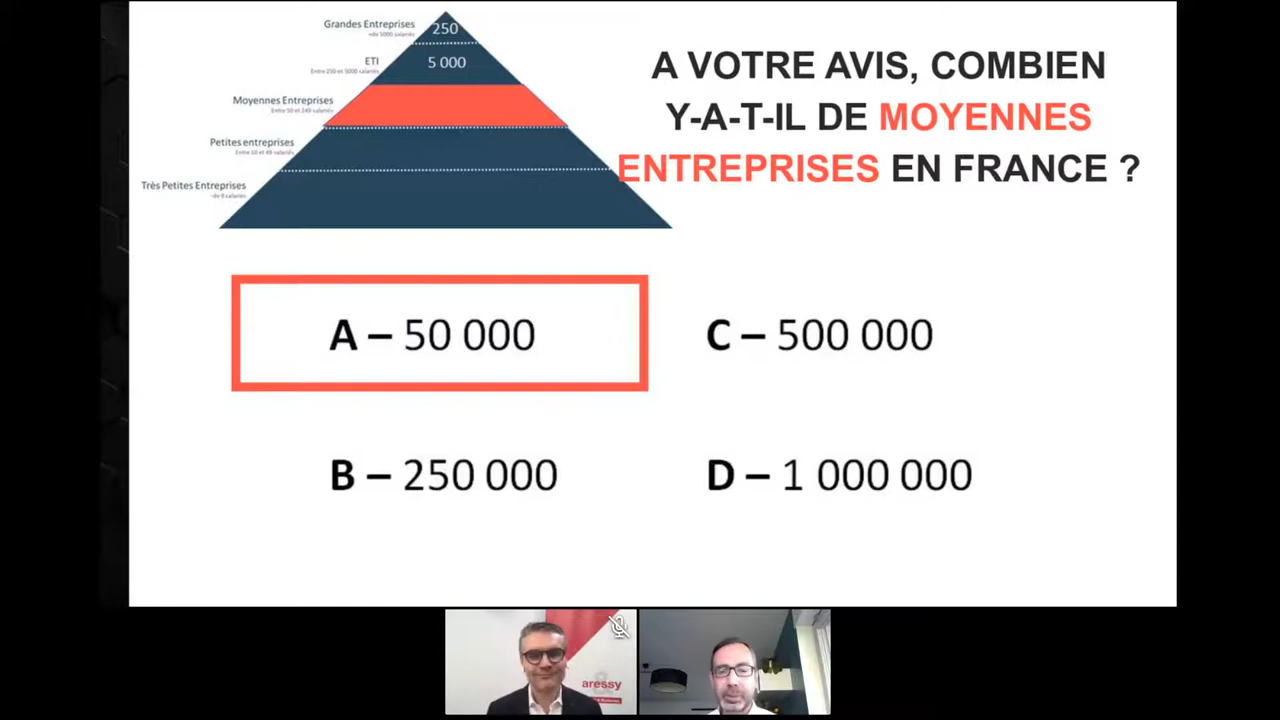 Grandes Entreprises
+de 5000 salariés
250
ETI
Entre 250 et 5000 salariés
5 000
Moyennes Entreprises
Entre 50 et 249 salariés
Petites entreprises
Entre 10 et 49 salariés
Très Petites Entreprises
-de 9 salariés
A VOTRE AVIS, COMBIEN
Y-A-T-IL DE MOYENNES
ENTREPRISES EN FRANCE ?
A – 50 000
C – 500 000
B – 250 000
D – 1 000 000
aressy